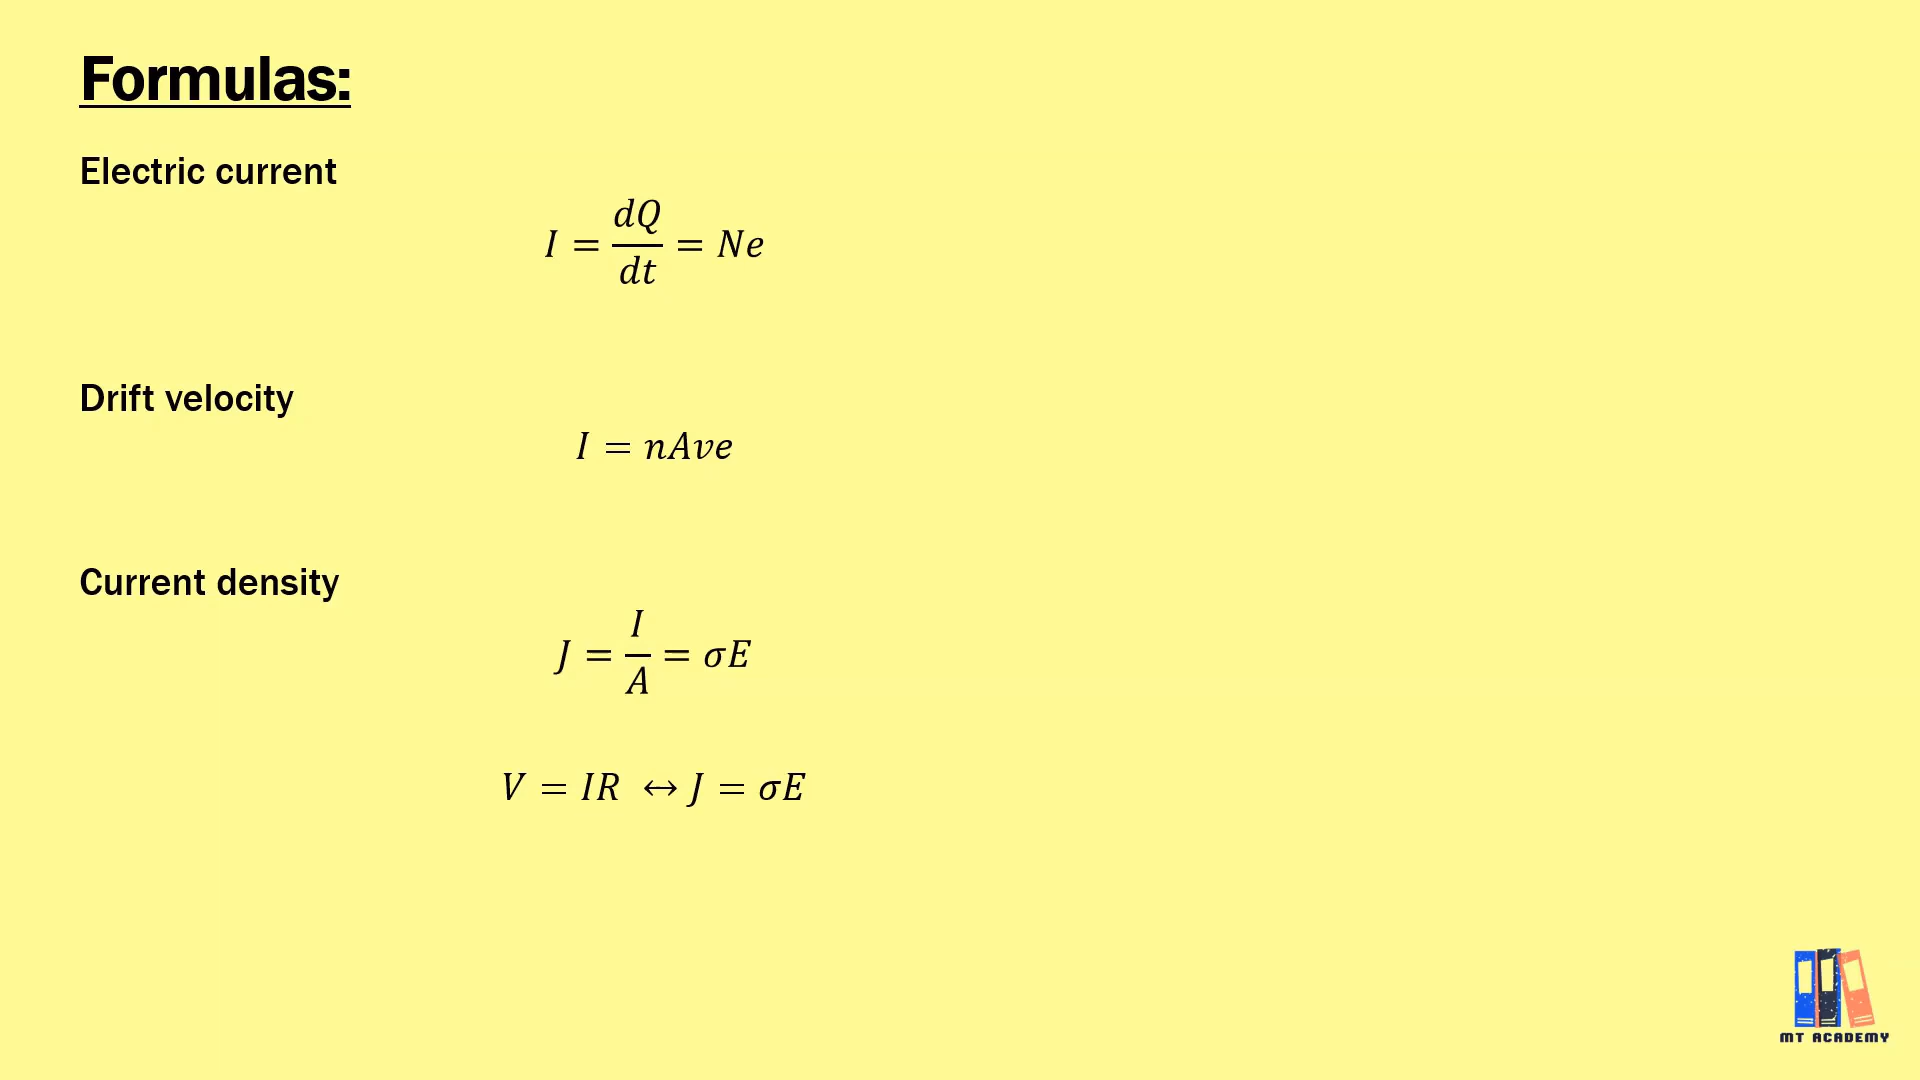 Formulas:
Electric current
I = dQ/dt = Ne
Drift velocity
I = nAve
Current density
J = I/A = σE
V = IR ↔ J = σE
MT ACADEMY